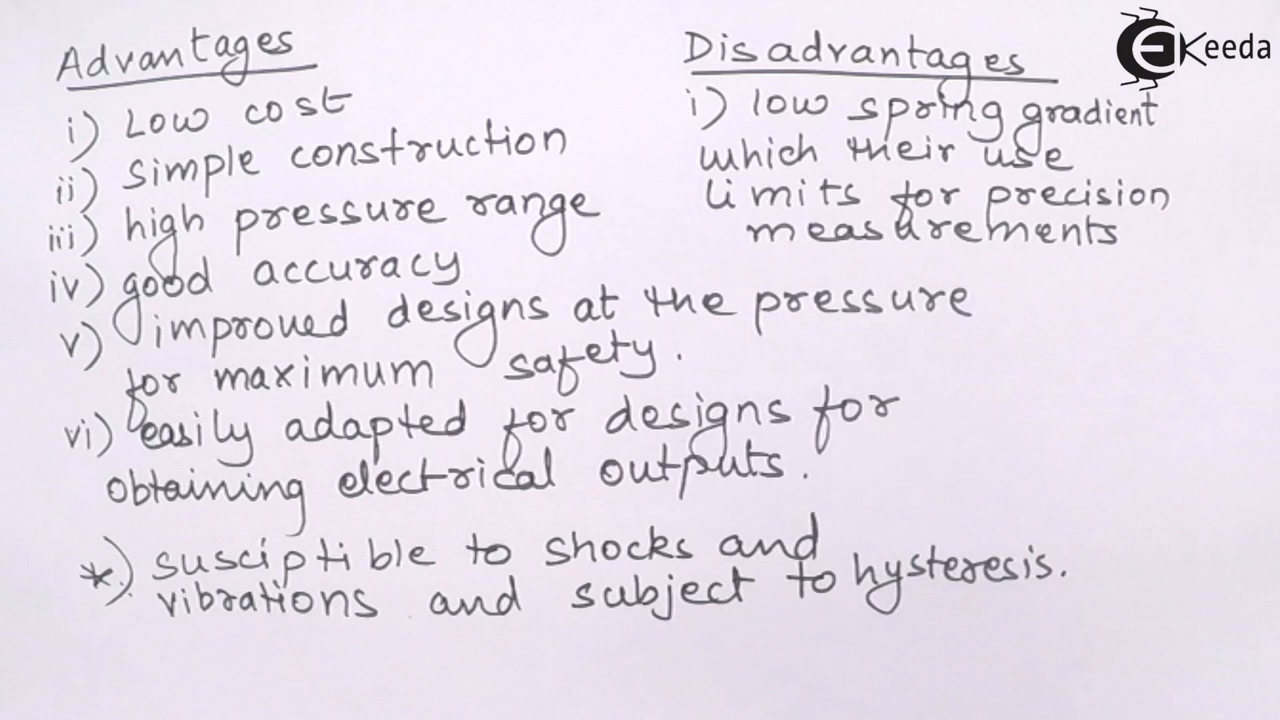 Advantages
i) Low cost
ii) simple construction
iii) high pressure range
iv) good accuracy
v) improved designs at the pressure
for maximum safety.
vi) easily adapted for designs for
obtaining electrical outputs.
*) susciptible to shocks and
vibrations and subject to hysteresis.
Disadvantages
i) low spring gradient
which their use
limits for precision
measurements
Ekeeda